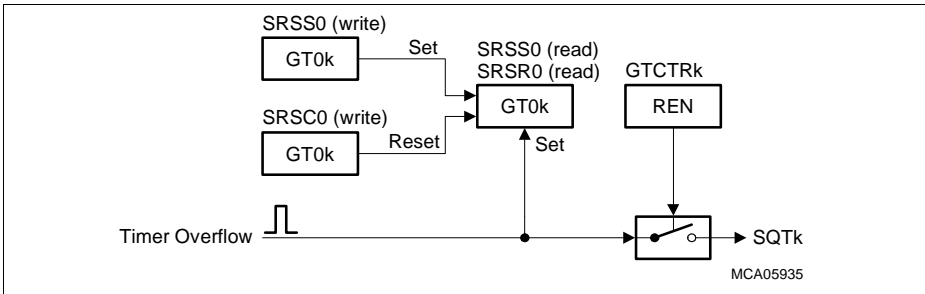 SRSS0 (write)
GT0k
Set
SRSS0 (read)
SRSR0 (read)
GT0k
GTCTRk
REN
SRSC0 (write)
GT0k
Reset
Set
Timer Overflow
SQTk
MCA05935